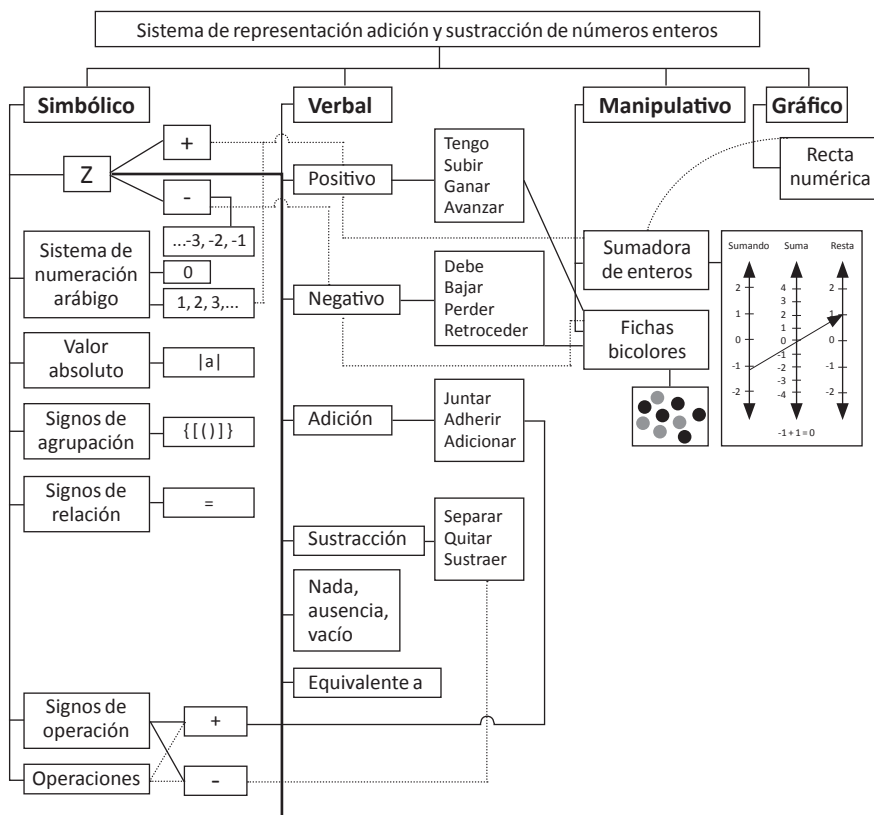 Sistema de representación adición y sustracción de números enteros
Simbólico
Z
+
-
Sistema de
numeración
arábigo
...-3, -2, -1
0
1, 2, 3,...
Valor
absoluto
|a|
Signos de
agrupación
{ [ ( ) ] }
Signos de
relación
=
Signos de
operación
+
Operaciones
-
Verbal
Positivo
Tengo
Subir
Ganar
Avanzar
Negativo
Debe
Bajar
Perder
Retroceder
Adición
Juntar
Adherir
Adicionar
Sustracción
Separar
Quitar
Sustraer
Nada,
ausencia,
vacío
Equivalente a
Manipulativo
Sumadora
de enteros
Fichas
bicolores
Sumando Suma Resta
2
1
0
-1
-2
4
3
2
1
0
-1
-2
-3
-4
2
1
0
-1
-2
-1 + 1 = 0
Gráfico
Recta
numérica